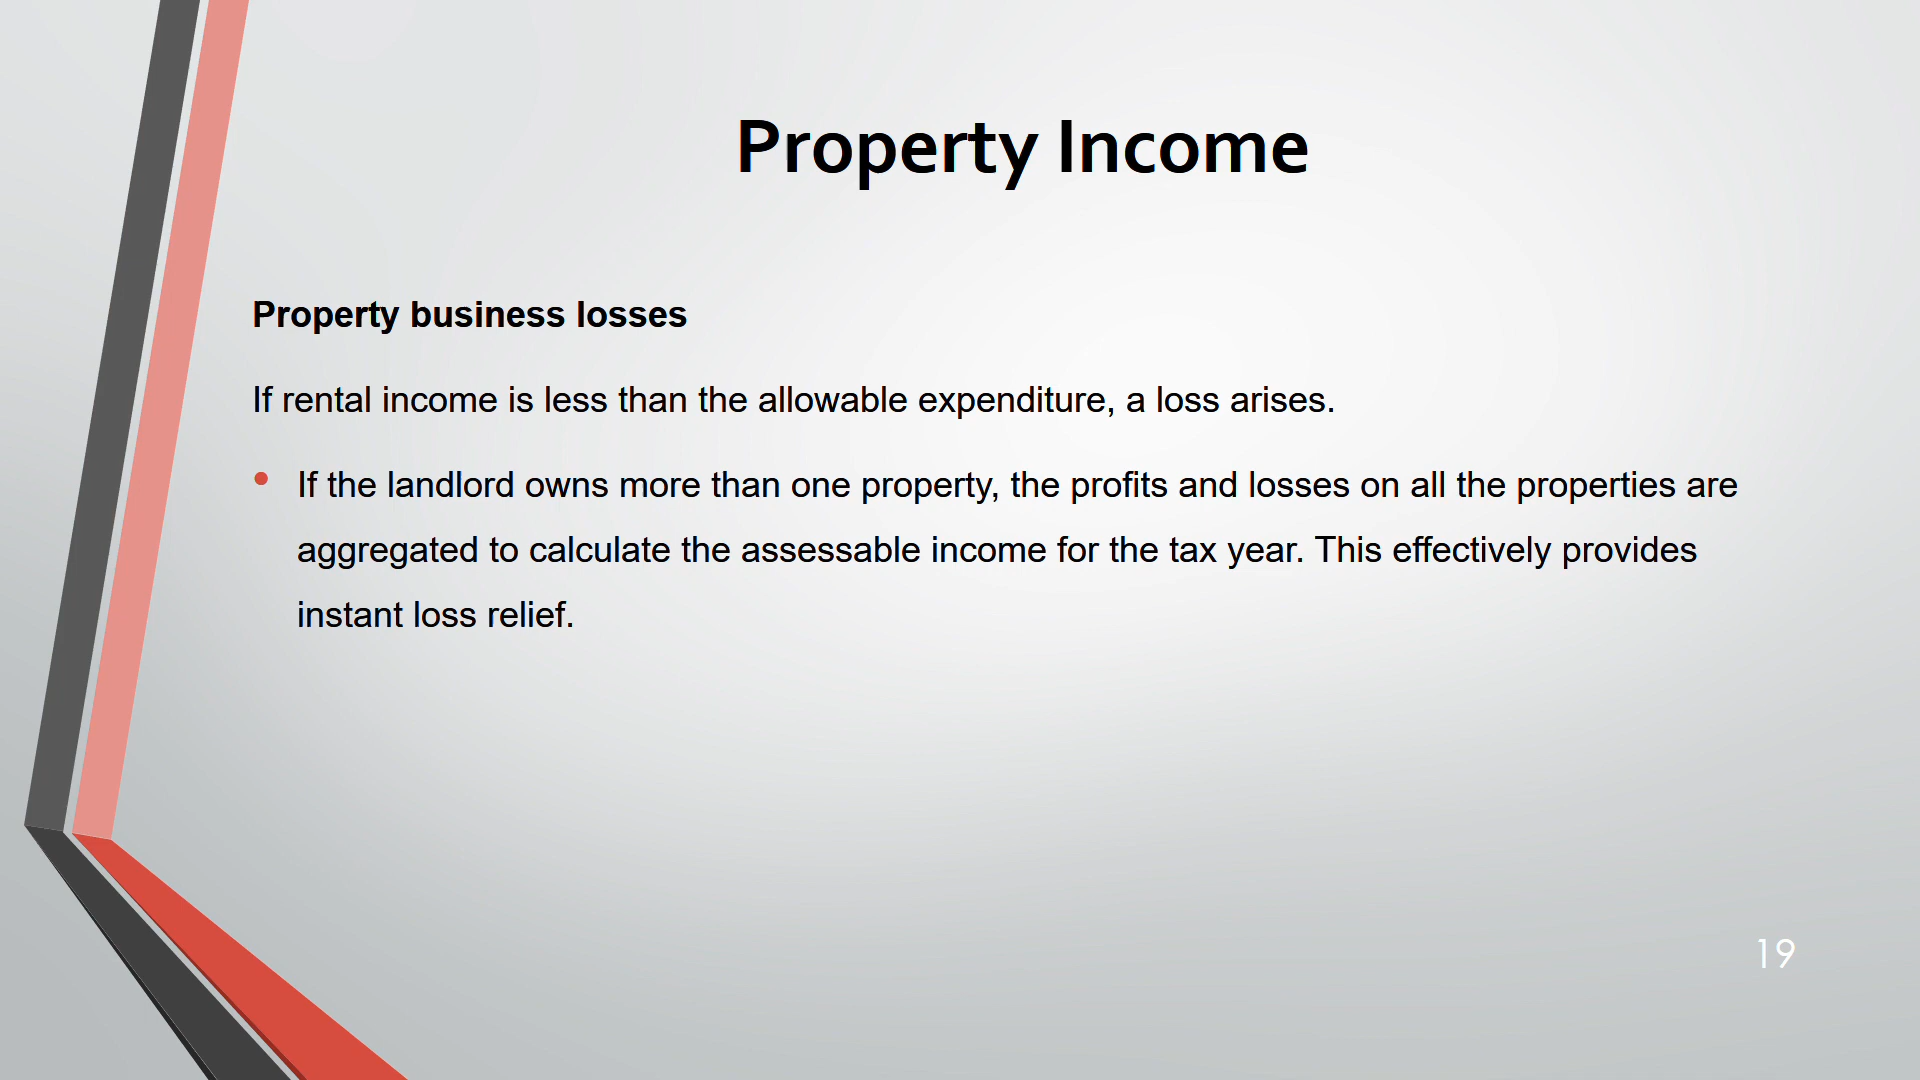 Property Income
Property business losses
If rental income is less than the allowable expenditure, a loss arises.
• If the landlord owns more than one property, the profits and losses on all the properties are
aggregated to calculate the assessable income for the tax year. This effectively provides
instant loss relief.
19